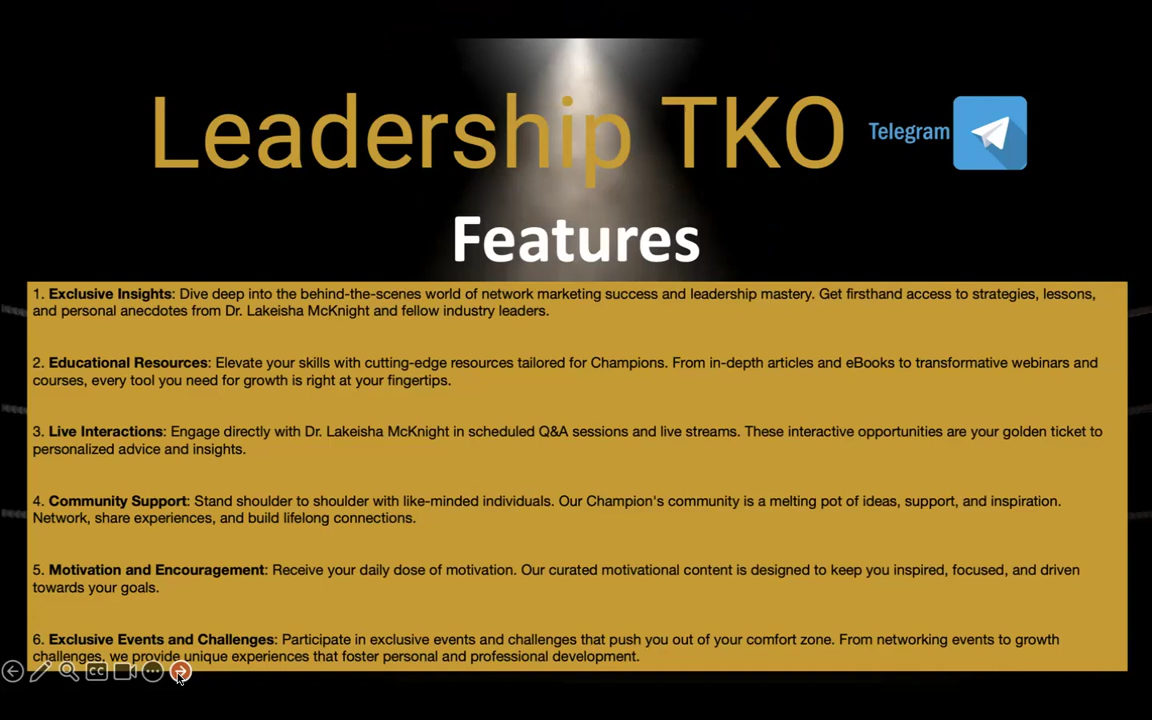 Leadership TKO
Telegram
Features
1. Exclusive Insights: Dive deep into the behind-the-scenes world of network marketing success and leadership mastery. Get firsthand access to strategies, lessons,
and personal anecdotes from Dr. Lakeisha McKnight and fellow industry leaders.
2. Educational Resources: Elevate your skills with cutting-edge resources tailored for Champions. From in-depth articles and eBooks to transformative webinars and
courses, every tool you need for growth is right at your fingertips.
3. Live Interactions: Engage directly with Dr. Lakeisha McKnight in scheduled Q&A sessions and live streams. These interactive opportunities are your golden ticket to
personalized advice and insights.
4. Community Support: Stand shoulder to shoulder with like-minded individuals. Our Champion's community is a melting pot of ideas, support, and inspiration.
Network, share experiences, and build lifelong connections.
5. Motivation and Encouragement: Receive your daily dose of motivation. Our curated motivational content is designed to keep you inspired, focused, and driven
towards your goals.
6. Exclusive Events and Challenges: Participate in exclusive events and challenges that push you out of your comfort zone. From networking events to growth
challenges, we provide unique experiences that foster personal and professional development.
CC